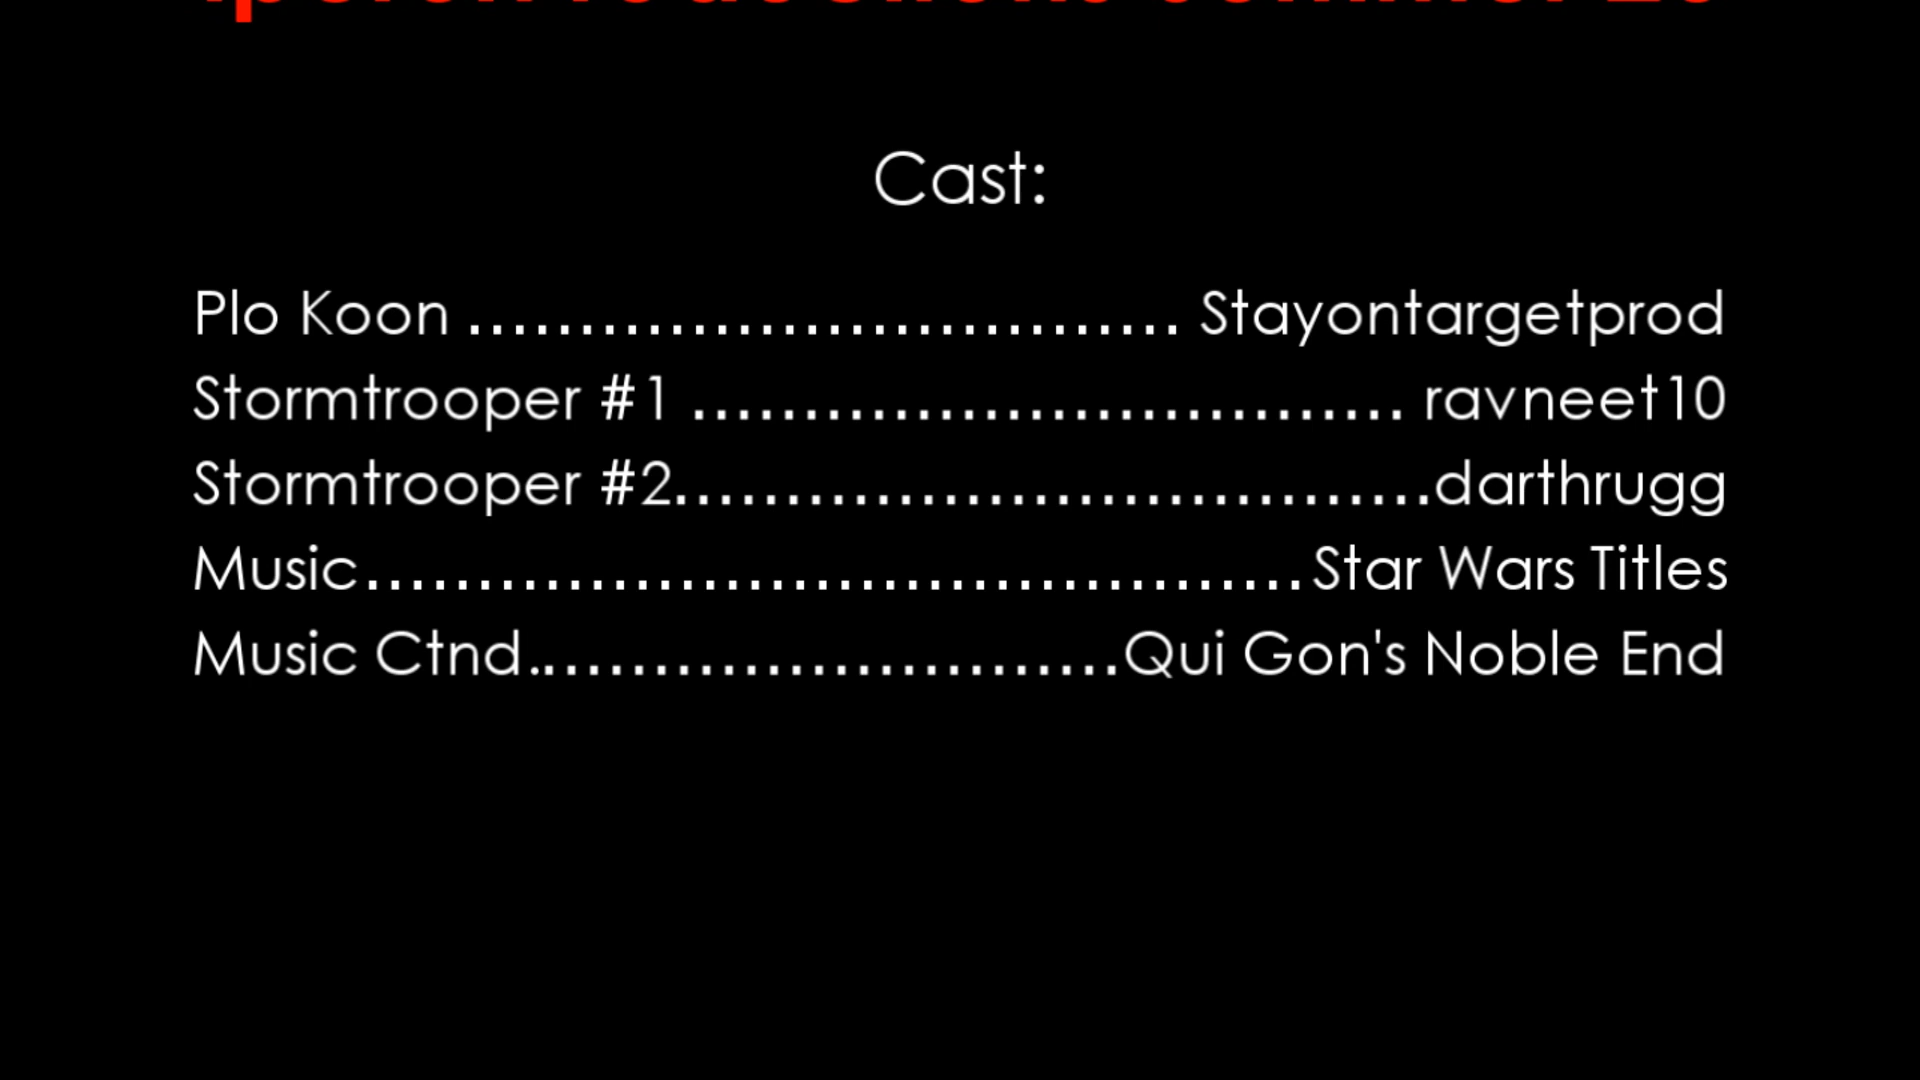 Cast:
Plo Koon ................................ Stayontargetprod
Stormtrooper #1 ................................ ravneet10
Stormtrooper #2..................................darthrugg
Music..........................................Star Wars Titles
Music Ctnd...........................Qui Gon's Noble End